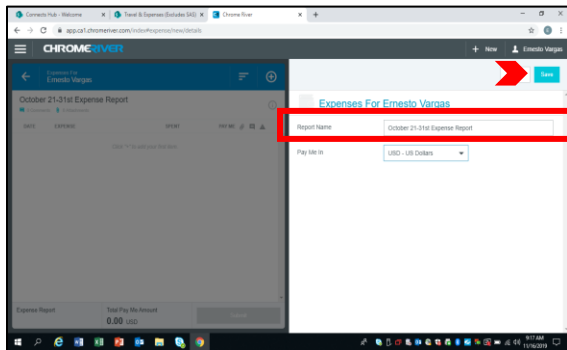 Connects Hub - Welcome
Travel & Expenses (Excludes SAS)
Chrome River
app.ca1.chromeriver.com/index#expense/new/details
CHROMERIVER
+ New
Ernesto Vargas
Expenses For
Ernesto Vargas
Save
October 21-31st Expense Report
DATE EXPENSE SPENT PAY ME
Expenses For Ernesto Vargas
Report Name
October 21-31st Expense Report
Pay Me In
USD - US Dollars
Expense Report
Total Pay Me Amount
0.00 USD
Submit
9:17 AM
11/16/2019